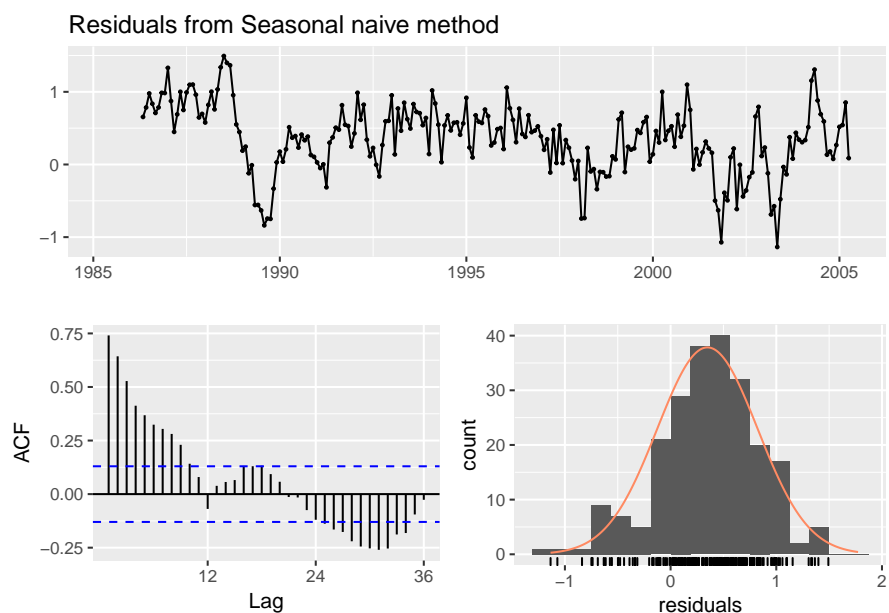 Residuals from Seasonal naive method
1
0
−1
1985 1990 1995 2000 2005
0.75
0.50
0.25
0.00
−0.25
ACF
12 24 36
Lag
40
30
20
10
0
count
−1 0 1 2
residuals